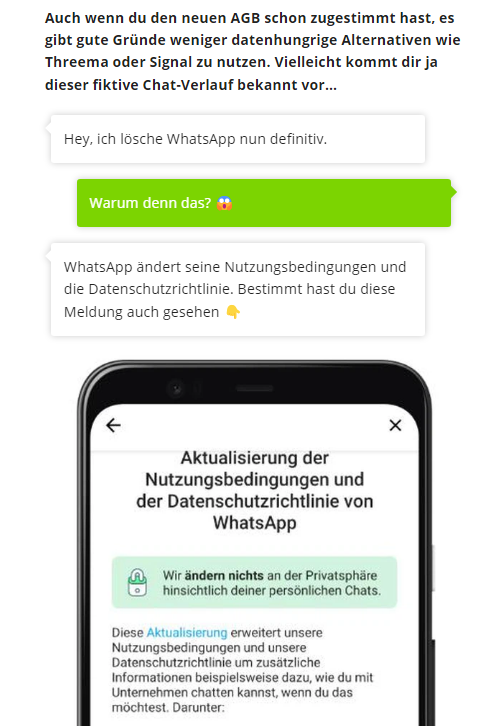 Auch wenn du den neuen AGB schon zugestimmt hast, es
gibt gute Gründe weniger datenhungrige Alternativen wie
Threema oder Signal zu nutzen. Vielleicht kommt dir ja
dieser fiktive Chat-Verlauf bekannt vor...
Hey, ich lösche WhatsApp nun definitiv.
Warum denn das? 😱
WhatsApp ändert seine Nutzungsbedingungen und
die Datenschutzrichtlinie. Bestimmt hast du diese
Meldung auch gesehen 👇
Aktualisierung der
Nutzungsbedingungen und
der Datenschutzrichtlinie von
WhatsApp
Wir ändern nichts an der Privatsphäre
hinsichtlich deiner persönlichen Chats.
Diese Aktualisierung erweitert unsere
Nutzungsbedingungen und unsere
Datenschutzrichtlinie um zusätzliche
Informationen beispielsweise dazu, wie du mit
Unternehmen chatten kannst, wenn du das
möchtest. Darunter: